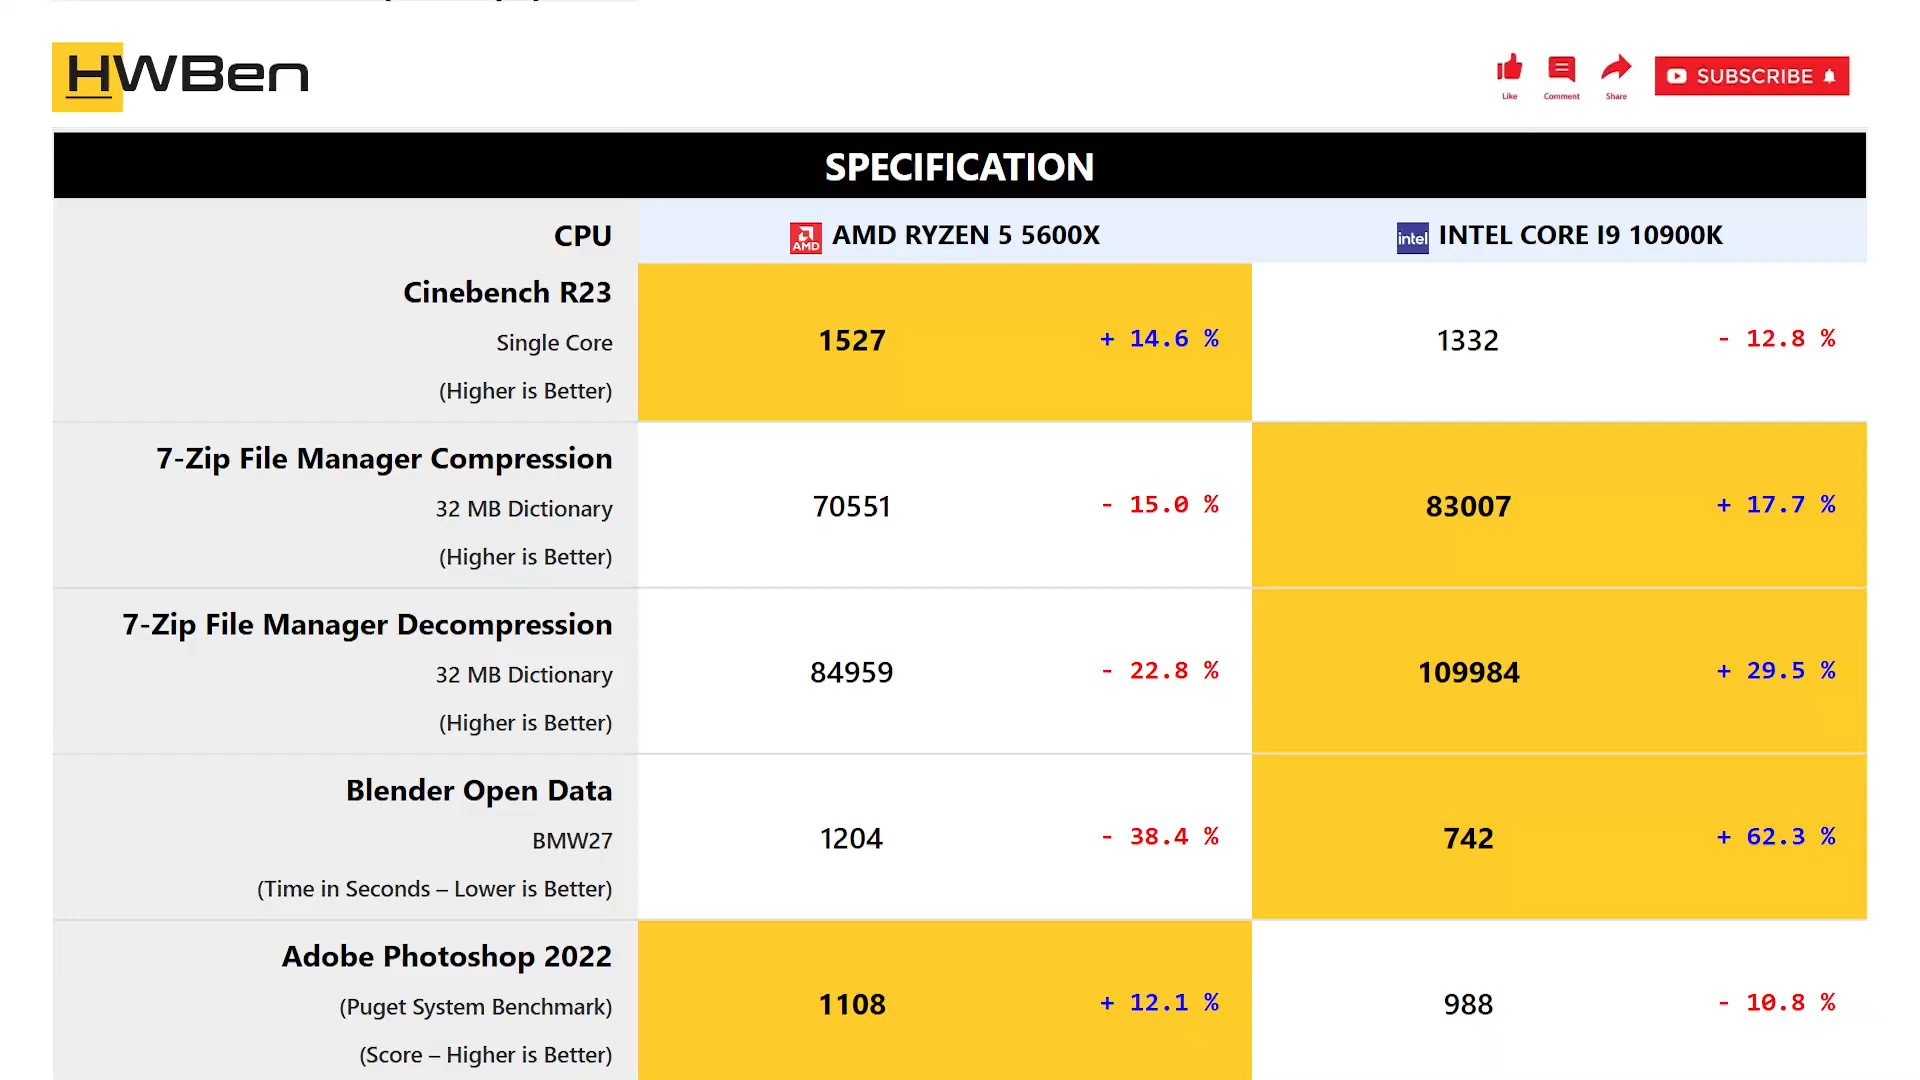 HWBen
Like
Comment
Share
SUBSCRIBE
SPECIFICATION
CPU
AMD
AMD RYZEN 5 5600X
intel
INTEL CORE I9 10900K
Cinebench R23
Single Core
(Higher is Better)
1527
+ 14.6 %
1332
- 12.8 %
7-Zip File Manager Compression
32 MB Dictionary
(Higher is Better)
70551
- 15.0 %
83007
+ 17.7 %
7-Zip File Manager Decompression
32 MB Dictionary
(Higher is Better)
84959
- 22.8 %
109984
+ 29.5 %
Blender Open Data
BMW27
(Time in Seconds – Lower is Better)
1204
- 38.4 %
742
+ 62.3 %
Adobe Photoshop 2022
(Puget System Benchmark)
(Score – Higher is Better)
1108
+ 12.1 %
988
- 10.8 %